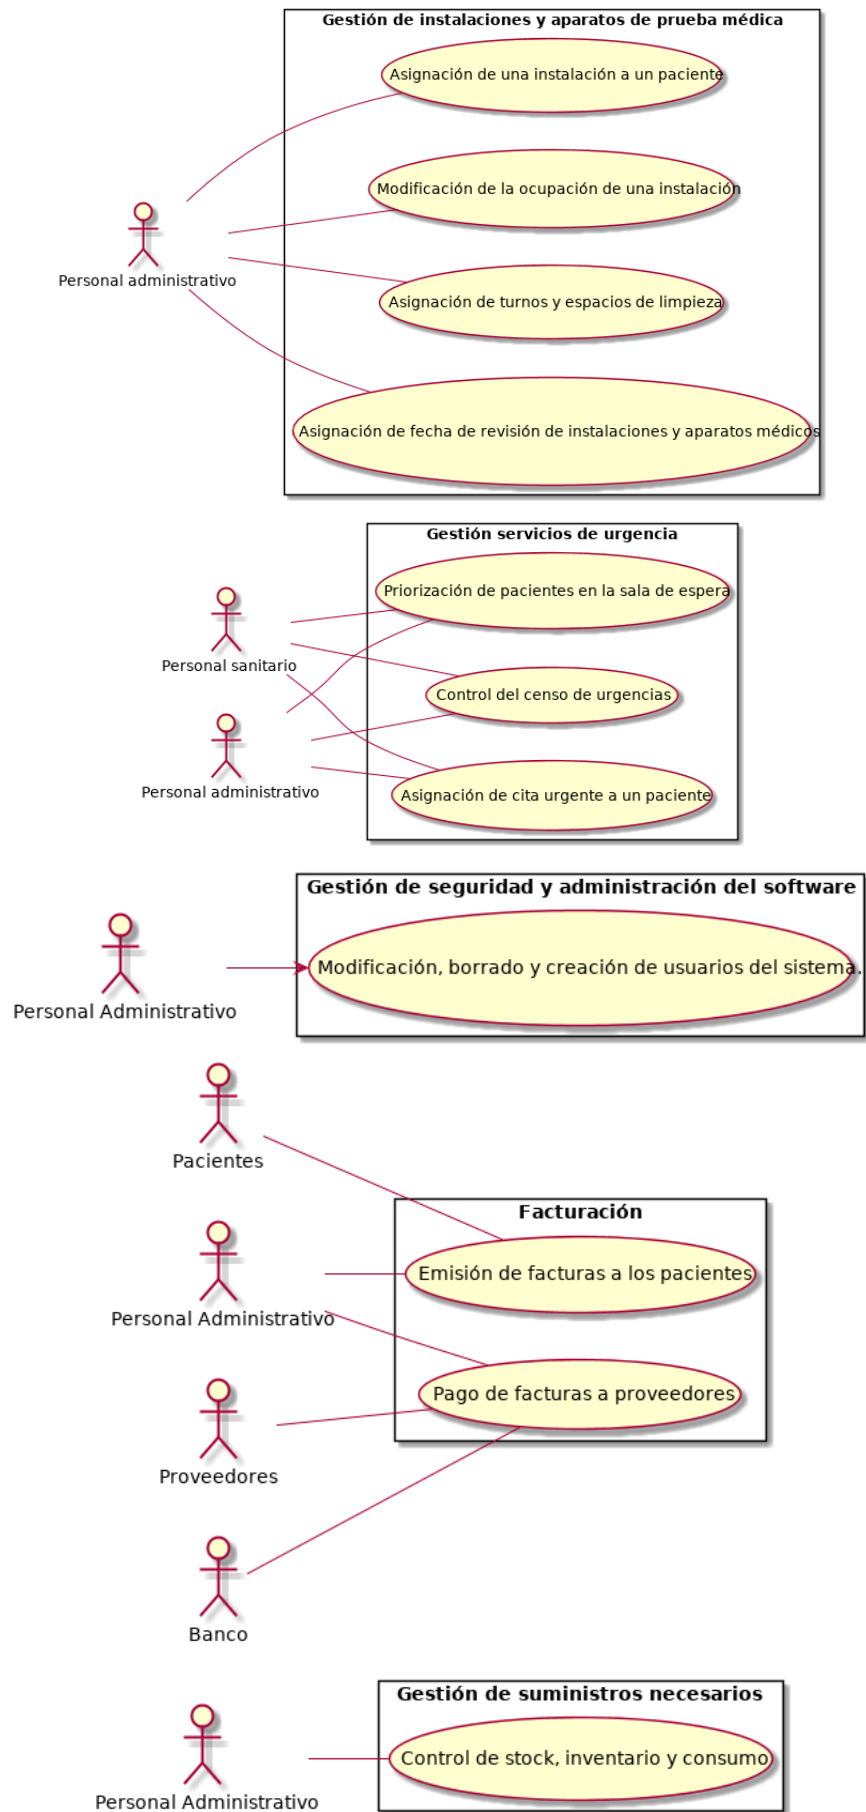 Gestión de instalaciones y aparatos de prueba médica
Asignación de una instalación a un paciente
Modificación de la ocupación de una instalación
Personal administrativo
Asignación de turnos y espacios de limpieza
Asignación de fecha de revisión de instalaciones y aparatos médicos
Gestión servicios de urgencia
Priorización de pacientes en la sala de espera
Personal sanitario
Control del censo de urgencias
Personal administrativo
Asignación de cita urgente a un paciente
Gestión de seguridad y administración del software
Modificación, borrado y creación de usuarios del sistema.
Personal Administrativo
Pacientes
Facturación
Emisión de facturas a los pacientes
Personal Administrativo
Pago de facturas a proveedores
Proveedores
Banco
Gestión de suministros necesarios
Control de stock, inventario y consumo
Personal Administrativo